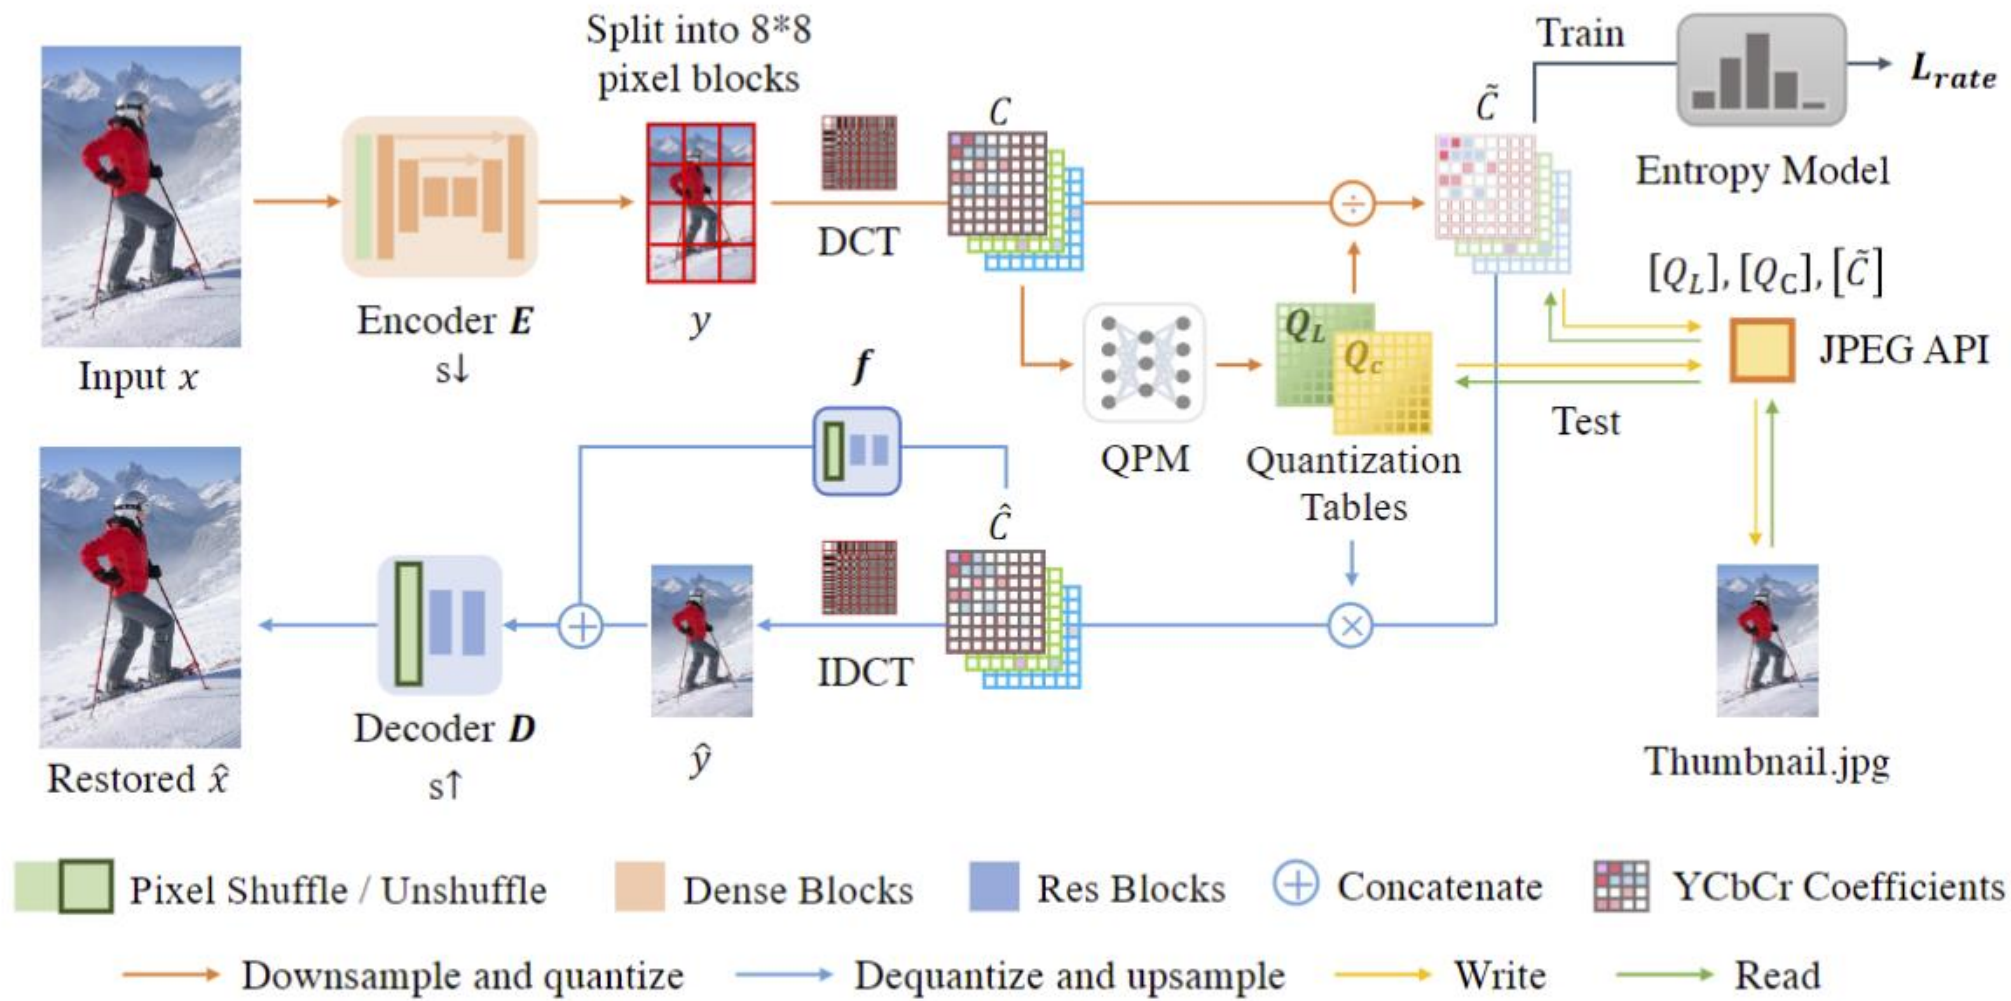 Split into 8*8
pixel blocks
Train
L_rate
C
C̃
Entropy Model
DCT
[Q_L], [Q_C], [C̃]
Encoder E
s↓
y
Input x
Q_L
Q_c
JPEG API
f
QPM
Quantization
Tables
Test
Ĉ
IDCT
Decoder D
s↑
ŷ
Restored x̂
Thumbnail.jpg
Pixel Shuffle / Unshuffle
Dense Blocks
Res Blocks
Concatenate
YCbCr Coefficients
Downsample and quantize
Dequantize and upsample
Write
Read